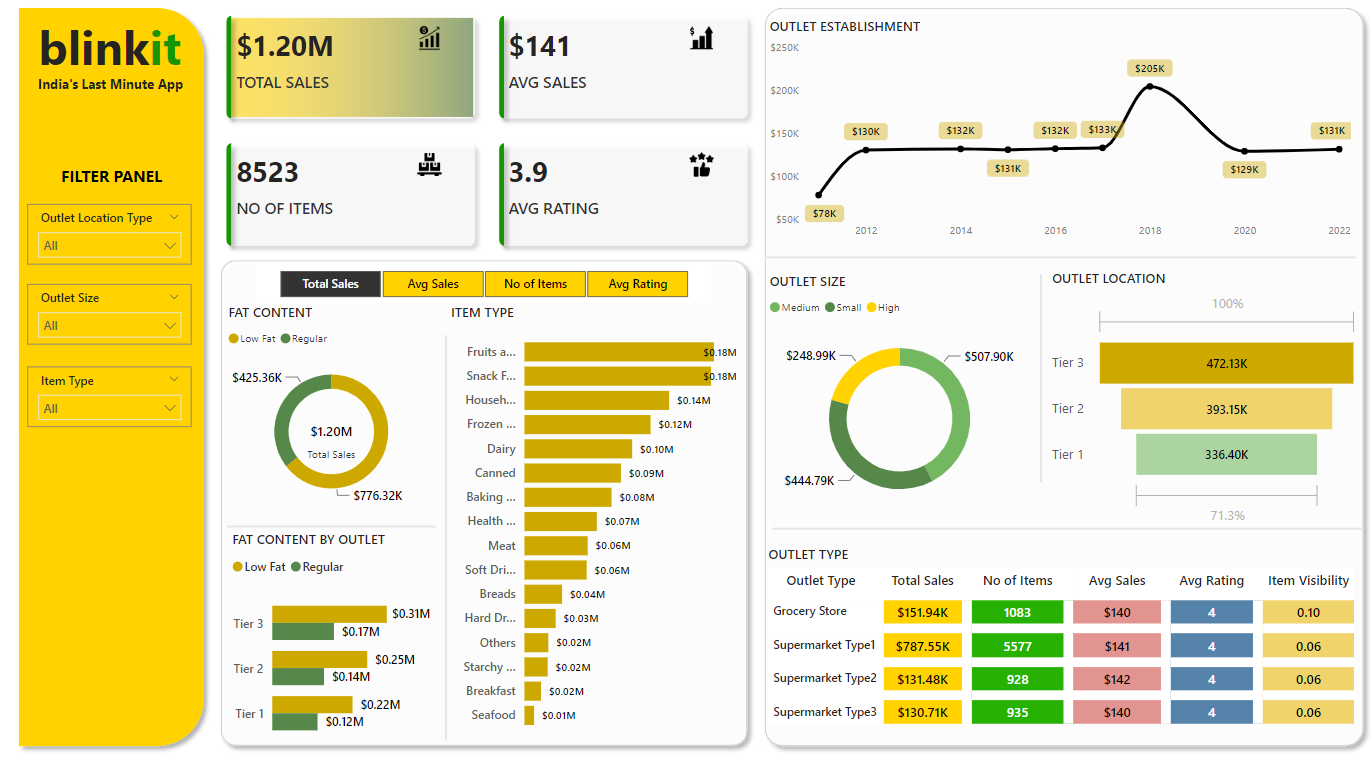 blinkit
India's Last Minute App
FILTER PANEL
Outlet Location Type
All
Outlet Size
All
Item Type
All
$1.20M
TOTAL SALES
$141
AVG SALES
8523
NO OF ITEMS
3.9
AVG RATING
Total Sales Avg Sales No of Items Avg Rating
FAT CONTENT
Low Fat Regular
$425.36K
$1.20M
Total Sales
$776.32K
FAT CONTENT BY OUTLET
Low Fat Regular
Tier 3 $0.31M
$0.17M
Tier 2 $0.25M
$0.14M
Tier 1 $0.22M
$0.12M
ITEM TYPE
Fruits a... $0.18M
Snack F... $0.18M
Househ... $0.14M
Frozen ... $0.12M
Dairy $0.10M
Canned $0.09M
Baking ... $0.08M
Health ... $0.07M
Meat $0.06M
Soft Dri... $0.06M
Breads $0.04M
Hard Dr... $0.03M
Others $0.02M
Starchy ... $0.02M
Breakfast $0.02M
Seafood $0.01M
OUTLET ESTABLISHMENT
$250K
$200K
$150K
$100K
$50K
$78K $130K $132K $131K $132K $133K $205K $129K $131K
2012 2014 2016 2018 2020 2022
OUTLET SIZE
Medium Small High
$248.99K $507.90K
$444.79K
OUTLET LOCATION
100%
Tier 3 472.13K
Tier 2 393.15K
Tier 1 336.40K
71.3%
OUTLET TYPE
Outlet Type Total Sales No of Items Avg Sales Avg Rating Item Visibility
Grocery Store $151.94K 1083 $140 4 0.10
Supermarket Type1 $787.55K 5577 $141 4 0.06
Supermarket Type2 $131.48K 928 $142 4 0.06
Supermarket Type3 $130.71K 935 $140 4 0.06